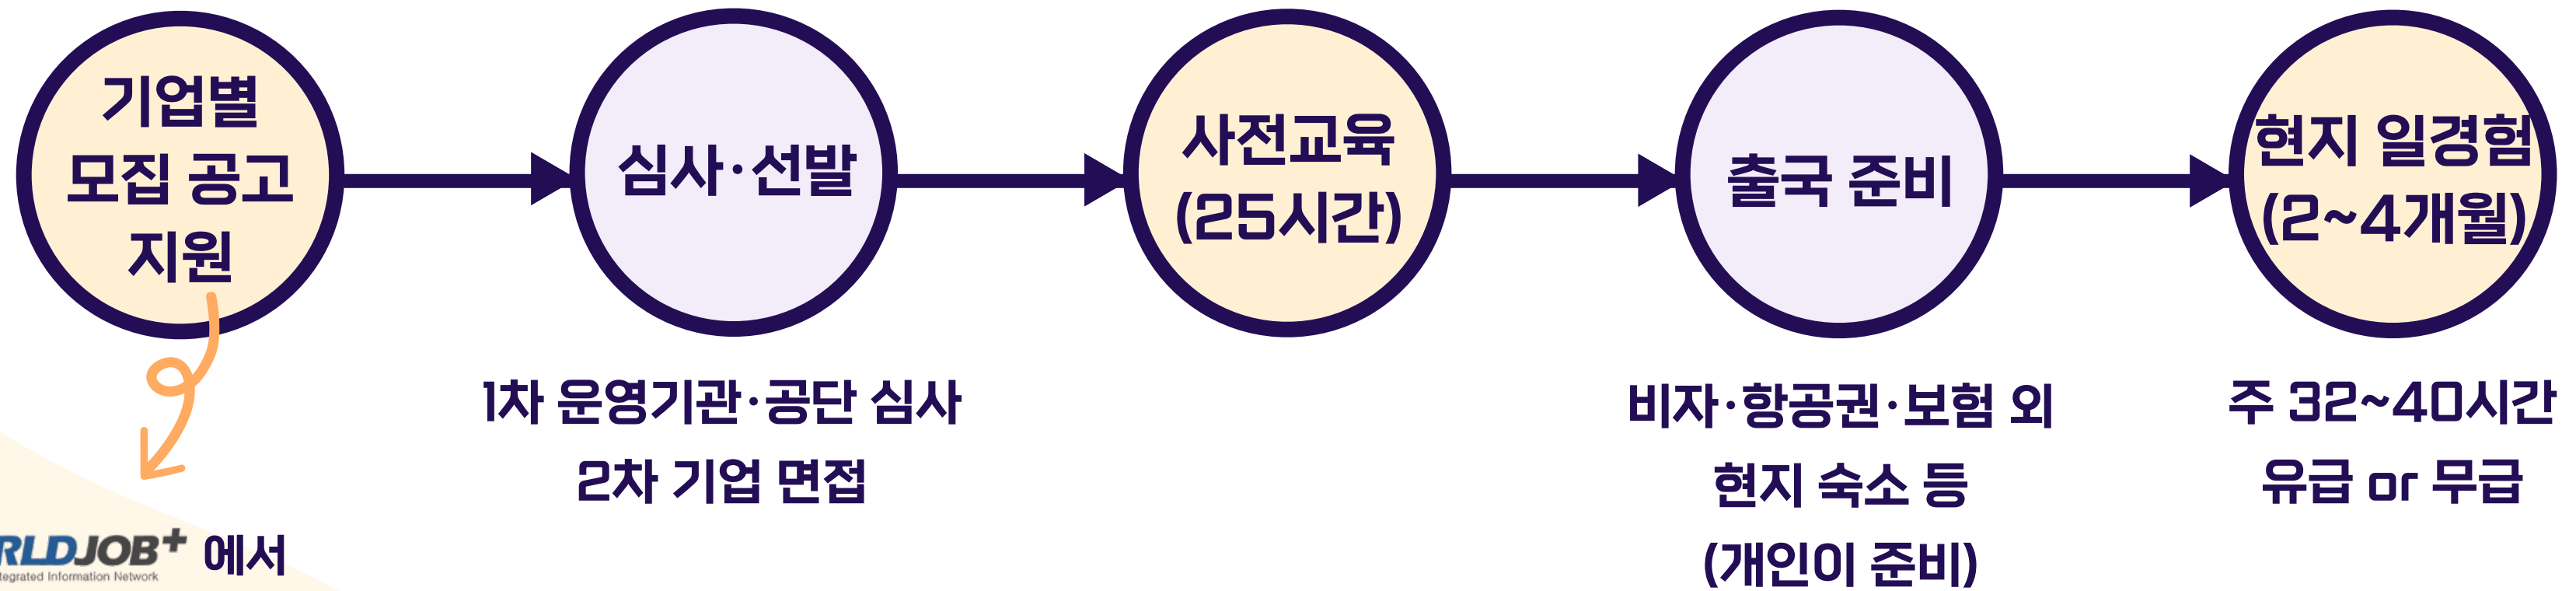 기업별
모집 공고
지원
심사·선발
사전교육
(25시간)
출국 준비
현지 일경험
(2~4개월)
1차 운영기관·공단 심사
2차 기업 면접
비자·항공권·보험 외
현지 숙소 등
(개인이 준비)
주 32~40시간
유급 or 무급
RLDJOB+ 에서
tegrated Information Network